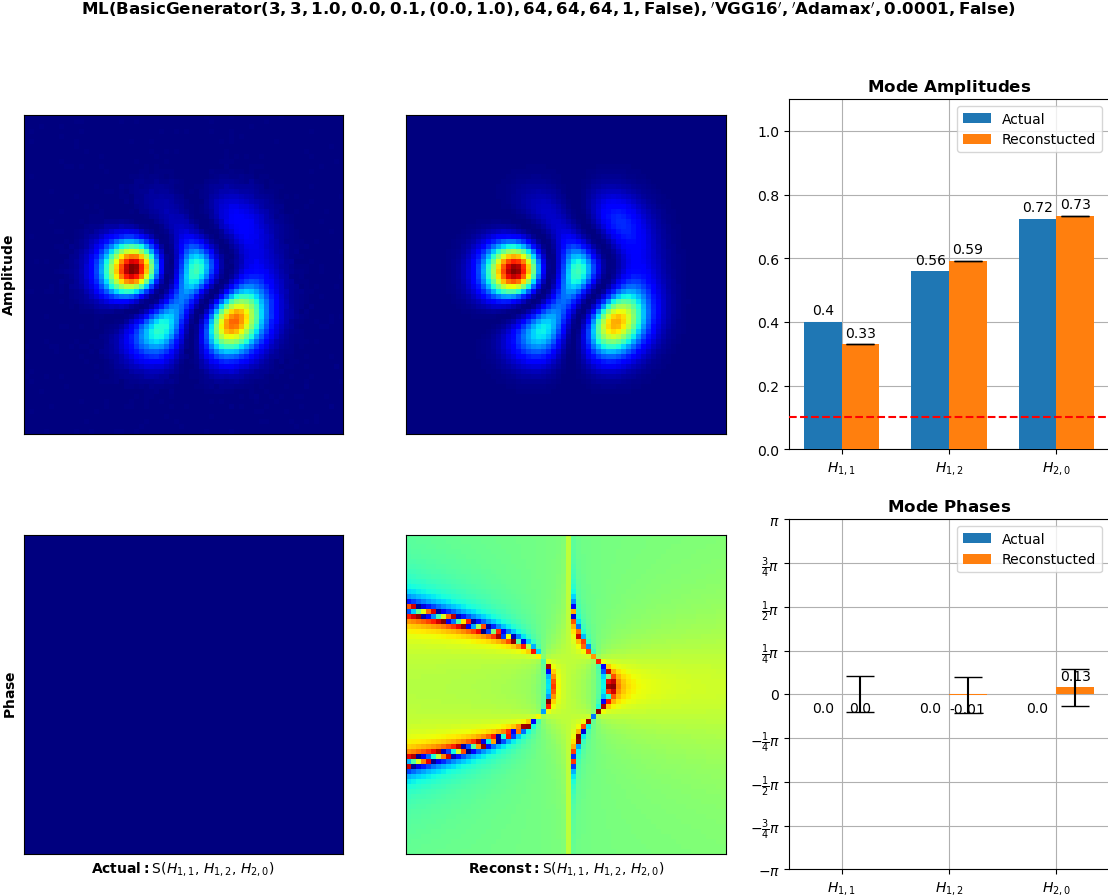 ML(BasicGenerator(3, 3, 1.0, 0.0, 0.1, (0.0, 1.0), 64, 64, 64, 1, False), ′VGG16′, ′Adamax′, 0.0001, False)
Amplitude
Mode Amplitudes
Actual
Reconstucted
1.0
0.8
0.6
0.4
0.2
0.0
0.4
0.33
0.56
0.59
0.72
0.73
H1,1
H1,2
H2,0
Phase
Actual: S(H1,1, H1,2, H2,0)
Reconst: S(H1,1, H1,2, H2,0)
Mode Phases
Actual
Reconstucted
π
3/4π
1/2π
1/4π
0
−1/4π
−1/2π
−3/4π
−π
0.0
0.0
0.0
-0.01
0.0
0.13
H1,1
H1,2
H2,0